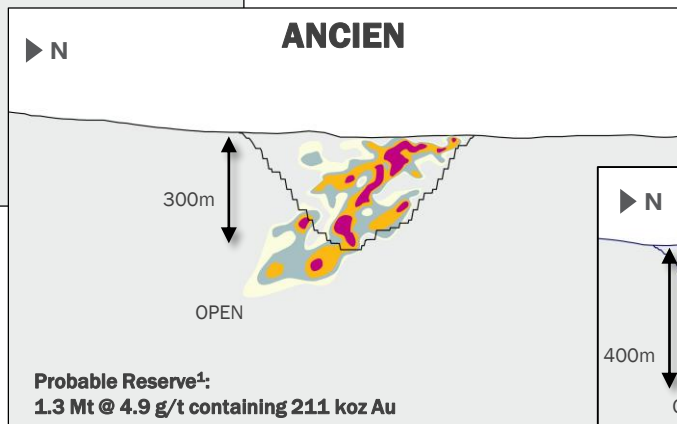 ANCIEN
N
300m
OPEN
Probable Reserve¹:
1.3 Mt @ 4.9 g/t containing 211 koz Au
N
400m